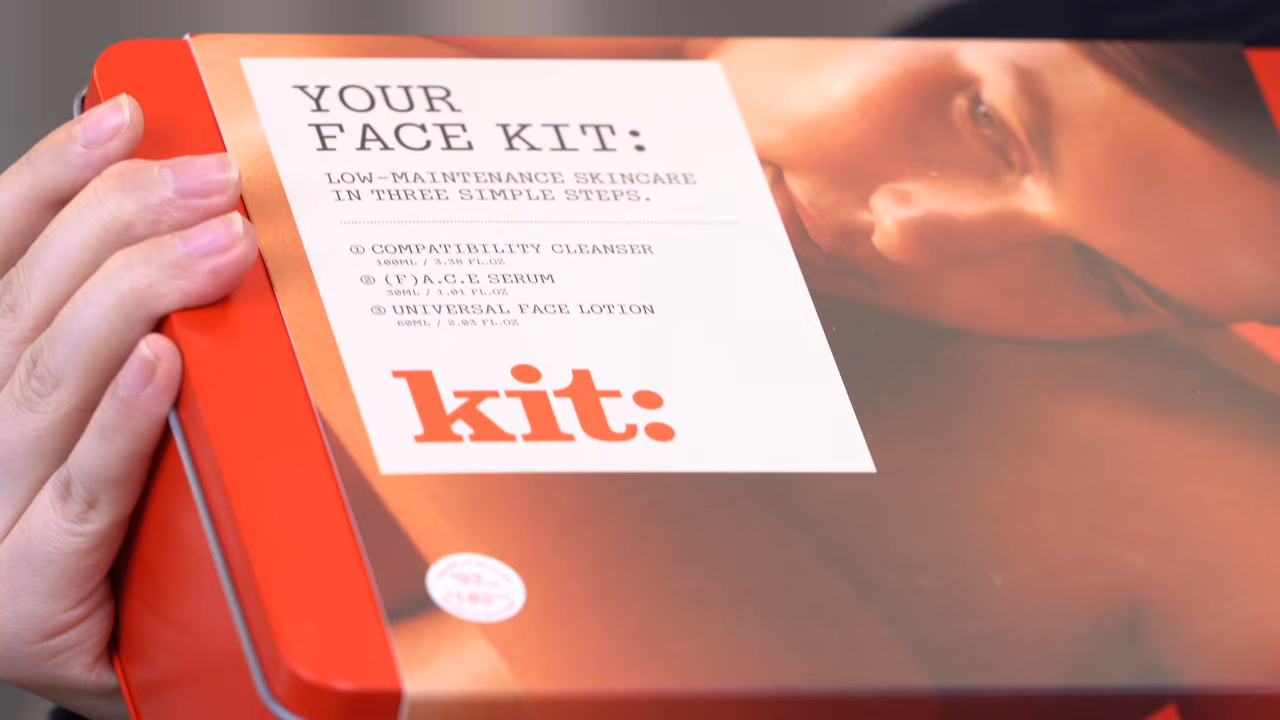 YOUR
FACE KIT:
LOW-MAINTENANCE SKINCARE
IN THREE SIMPLE STEPS.
① COMPATIBILITY CLEANSER
100ML / 3.38 FL.OZ
② (F)A.C.E SERUM
30ML / 1.01 FL.OZ
③ UNIVERSAL FACE LOTION
60ML / 2.03 FL.OZ
kit: